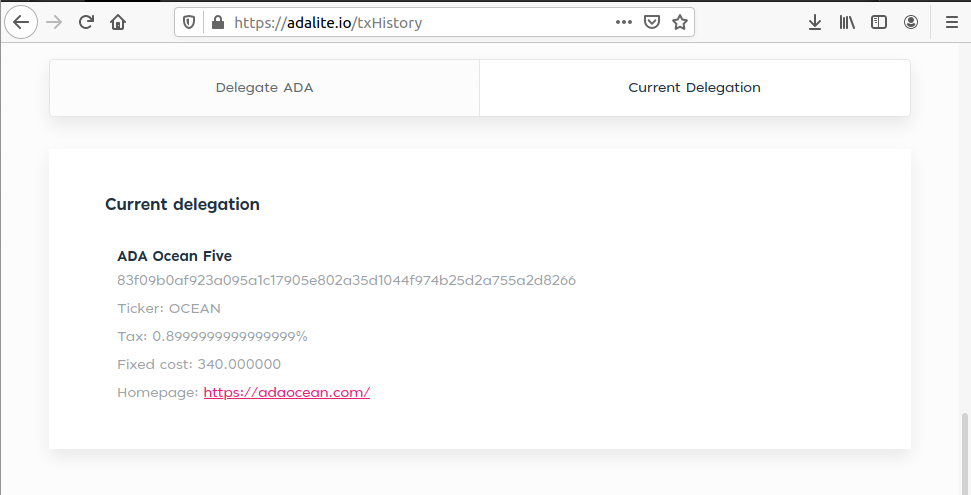 https://adalite.io/txHistory
Delegate ADA
Current Delegation
Current delegation
ADA Ocean Five
83f09b0af923a095a1c17905e802a35d1044f974b25d2a755a2d8266
Ticker: OCEAN
Tax: 0.8999999999999999%
Fixed cost: 340.000000
Homepage: https://adaocean.com/